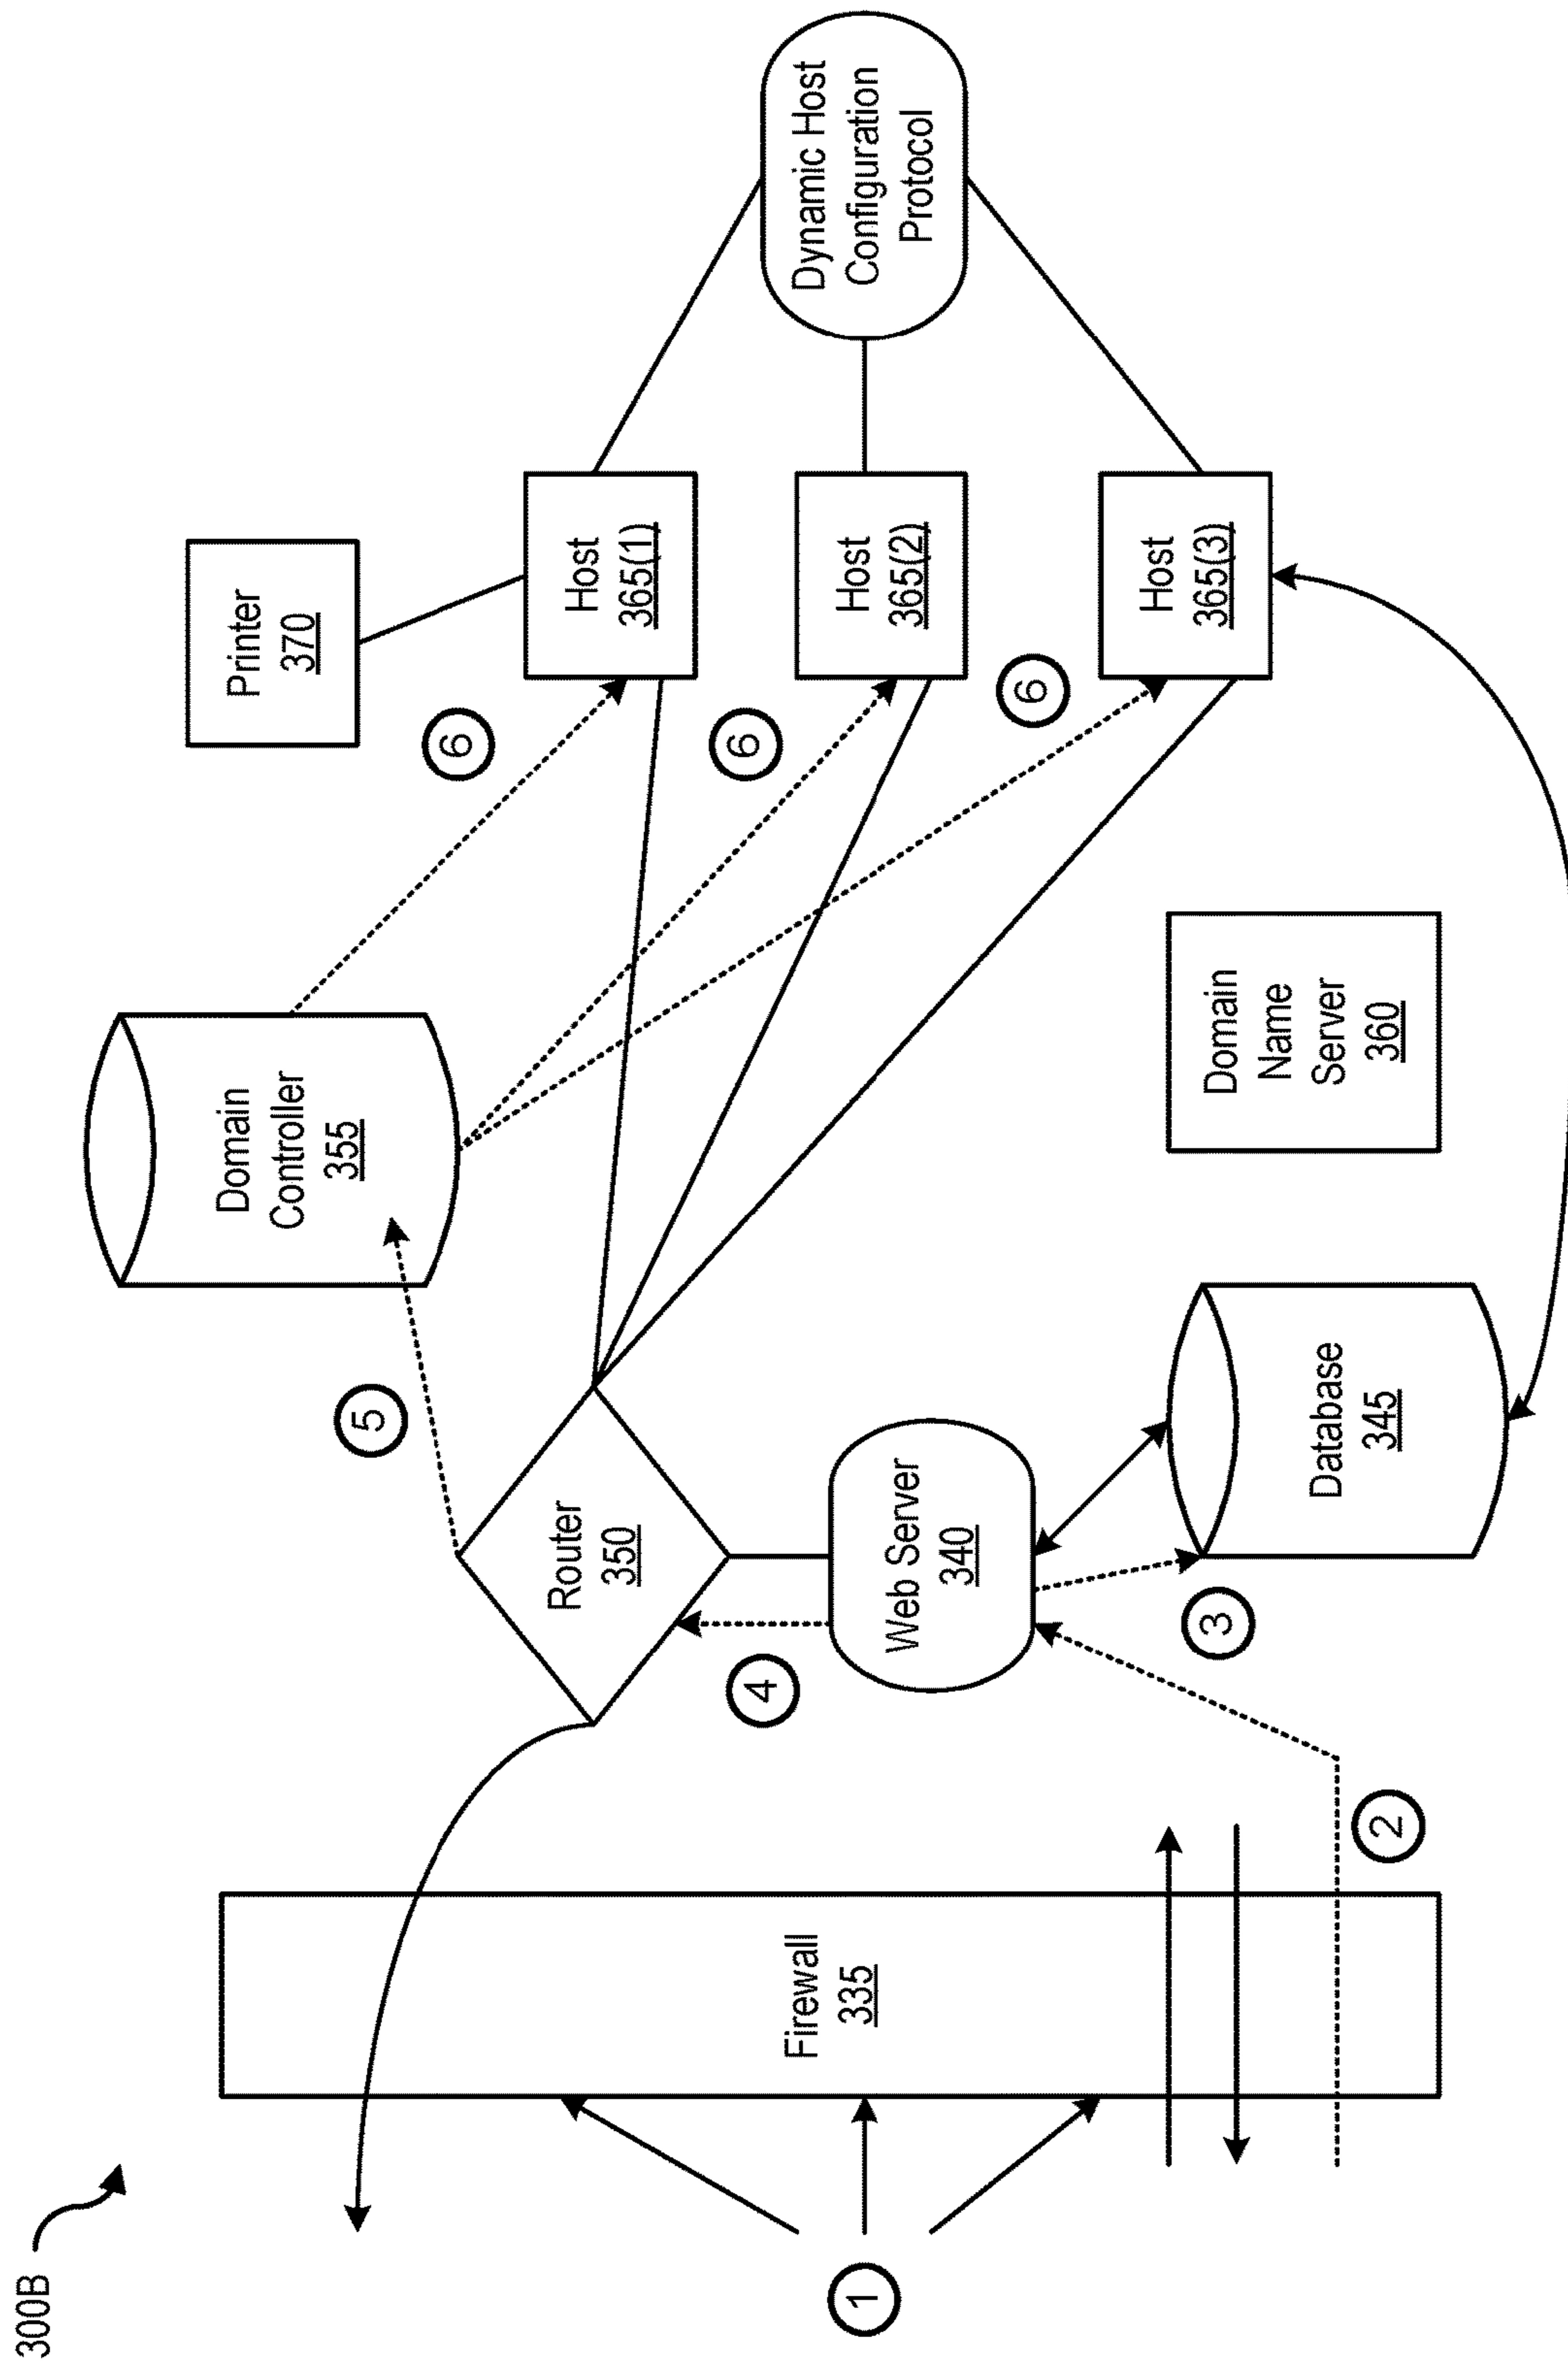 300B
1
Firewall
335
2
Router
350
4
Web Server
340
3
Database
345
5
Domain
Controller
355
Domain
Name
Server
360
6
6
6
Printer
370
Host
365(1)
Host
365(2)
Host
365(3)
Dynamic Host
Configuration
Protocol